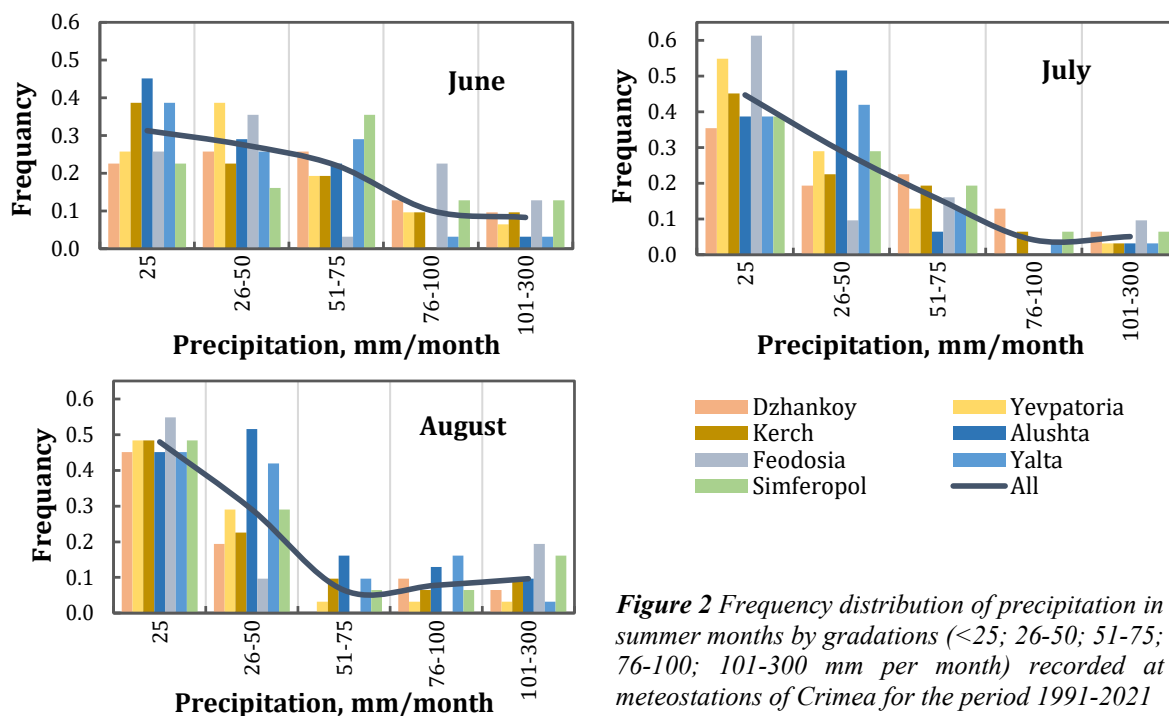 0.6
0.5
0.4
0.3
0.2
0.1
0.0
Frequancy
June
25
26-50
51-75
76-100
101-300
Precipitation, mm/month
0.6
0.5
0.4
0.3
0.2
0.1
0.0
Frequancy
July
25
26-50
51-75
76-100
101-300
Precipitation, mm/month
0.6
0.5
0.4
0.3
0.2
0.1
0.0
Frequancy
August
25
26-50
51-75
76-100
101-300
Precipitation, mm/month
Dzhankoy Yevpatoria
Kerch Alushta
Feodosia Yalta
Simferopol All
Figure 2 Frequency distribution of precipitation in
summer months by gradations (<25; 26-50; 51-75;
76-100; 101-300 mm per month) recorded at
meteostations of Crimea for the period 1991-2021